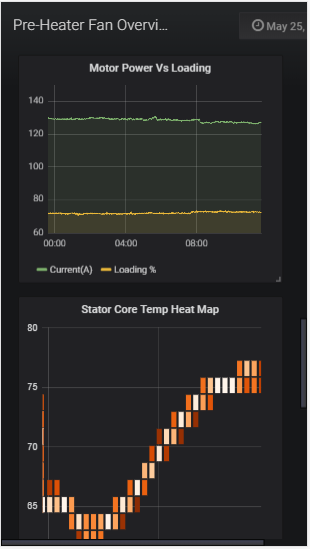 Pre-Heater Fan Overvi...
May 25,
Motor Power Vs Loading
140
120
100
80
60
00:00 04:00 08:00
Current(A) Loading %
Stator Core Temp Heat Map
80
75
70
65